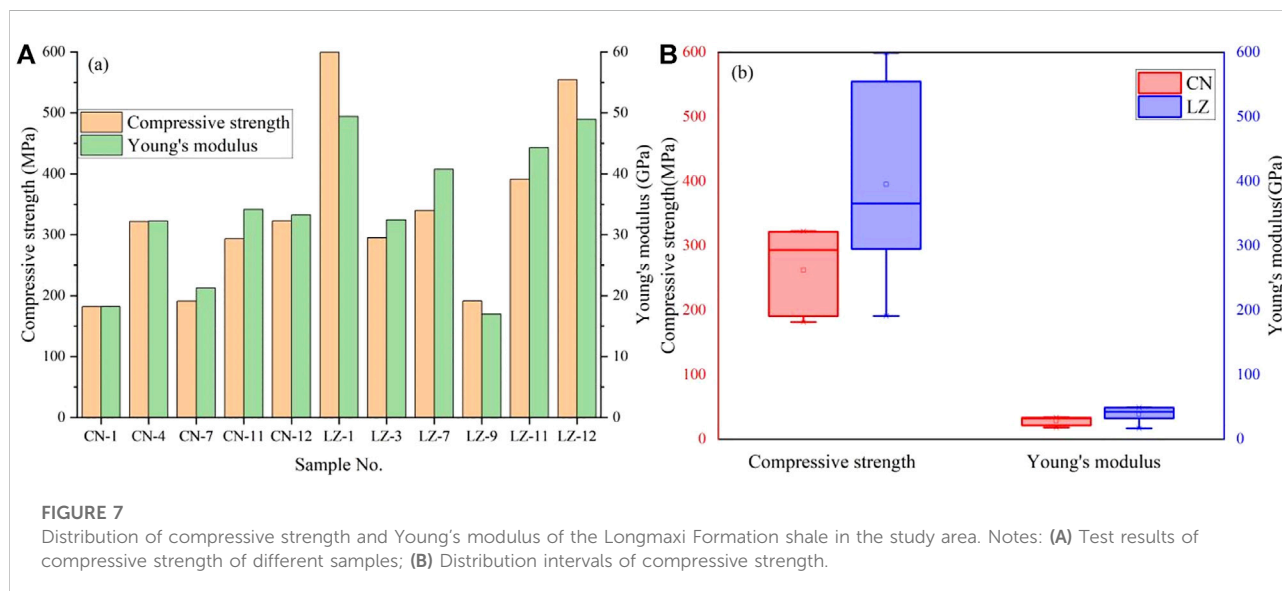 A
(a)
Compressive strength
Young's modulus
Compressive strength (MPa)
600
500
400
300
200
100
0
60
50
40
30
20
10
0
Young's modulus (GPa)
CN-1 CN-4 CN-7 CN-11 CN-12 LZ-1 LZ-3 LZ-7 LZ-9 LZ-11 LZ-12
Sample No.
B
(b)
CN
LZ
Compressive strength(MPa)
600
500
400
300
200
100
0
600
500
400
300
200
100
0
Young's modulus(GPa)
Compressive strength Young's modulus
FIGURE 7
Distribution of compressive strength and Young's modulus of the Longmaxi Formation shale in the study area. Notes: (A) Test results of
compressive strength of different samples; (B) Distribution intervals of compressive strength.